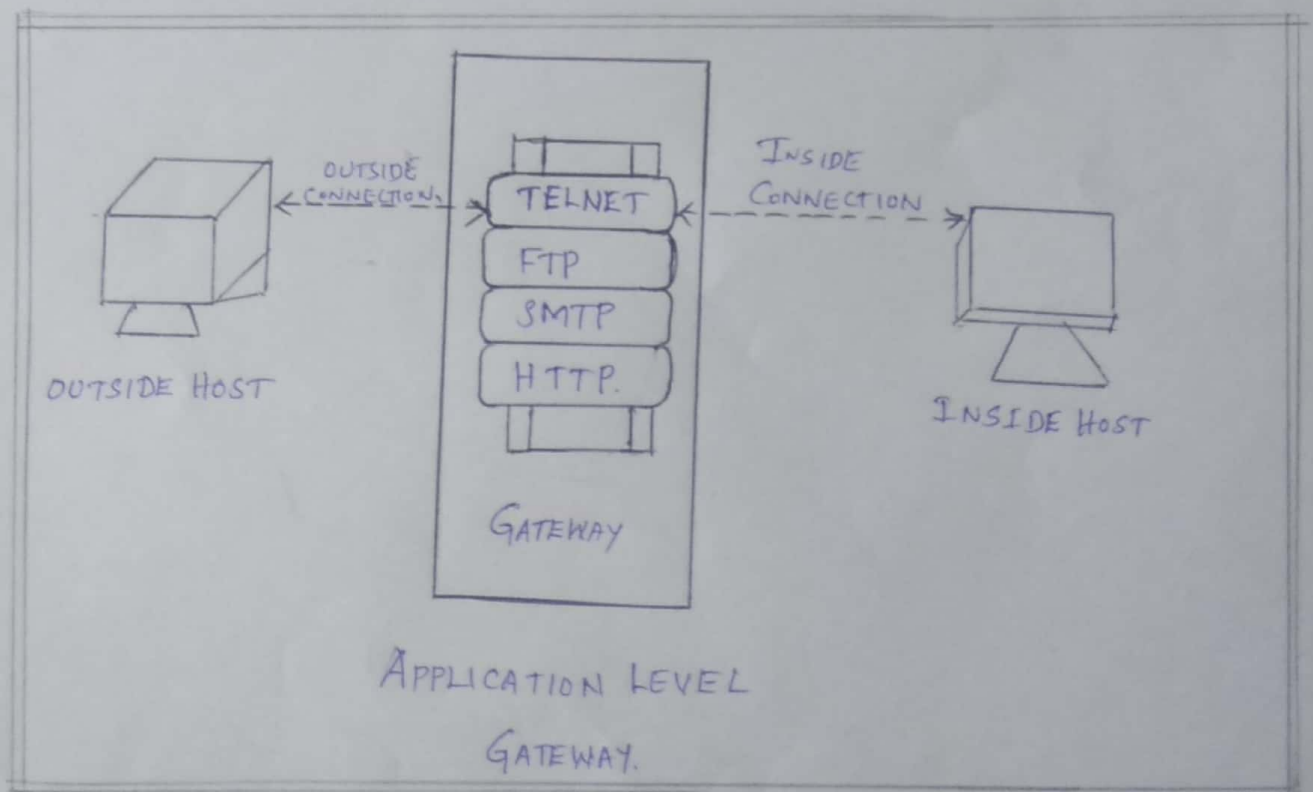 OUTSIDE
CONNECTION.
INSIDE
CONNECTION
TELNET
FTP
SMTP
HTTP.
OUTSIDE HOST
INSIDE HOST
GATEWAY
APPLICATION LEVEL
GATEWAY.